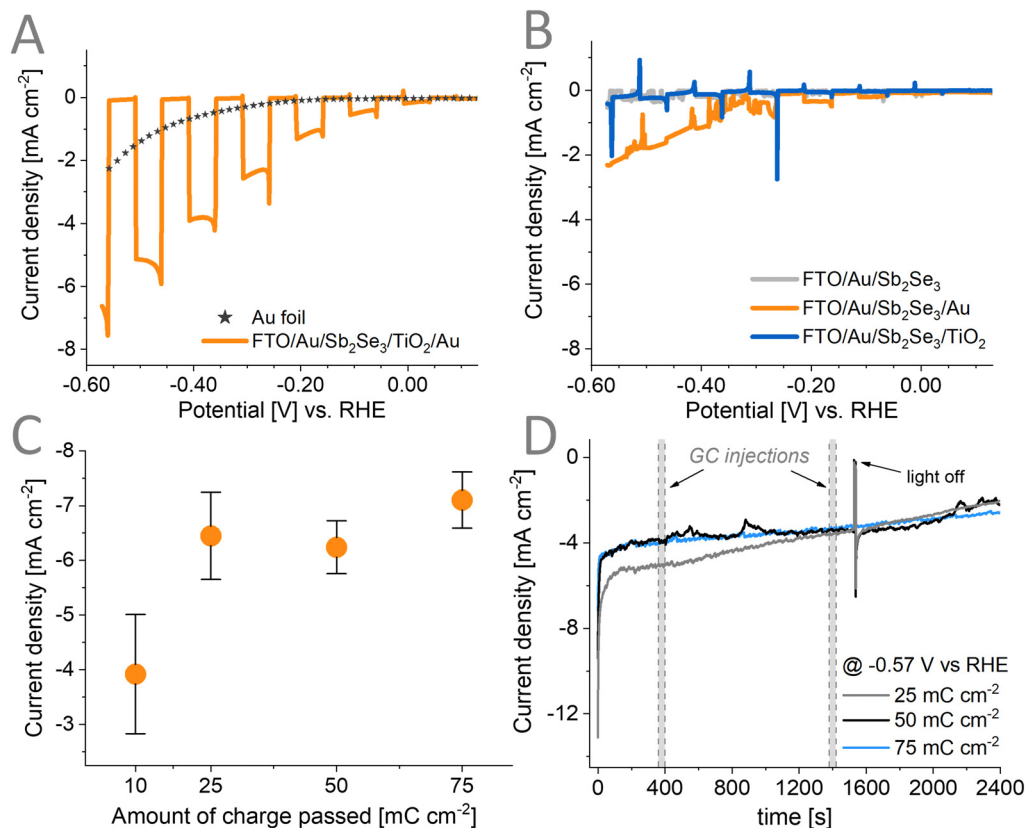 A
Current density [mA cm⁻²]
0
-2
-4
-6
-8
Au foil
FTO/Au/Sb₂Se₃/TiO₂/Au
-0.60
-0.40
-0.20
0.00
Potential [V] vs. RHE
B
Current density [mA cm⁻²]
0
-2
-4
-6
-8
FTO/Au/Sb₂Se₃
FTO/Au/Sb₂Se₃/Au
FTO/Au/Sb₂Se₃/TiO₂
-0.60
-0.40
-0.20
0.00
Potential [V] vs. RHE
C
Current density [mA cm⁻²]
-8
-7
-6
-5
-4
-3
10
25
50
75
Amount of charge passed [mC cm⁻²]
D
Current density [mA cm⁻²]
0
-4
-8
-12
GC injections
light off
@ -0.57 V vs RHE
25 mC cm⁻²
50 mC cm⁻²
75 mC cm⁻²
0
400
800
1200
1600
2000
2400
time [s]